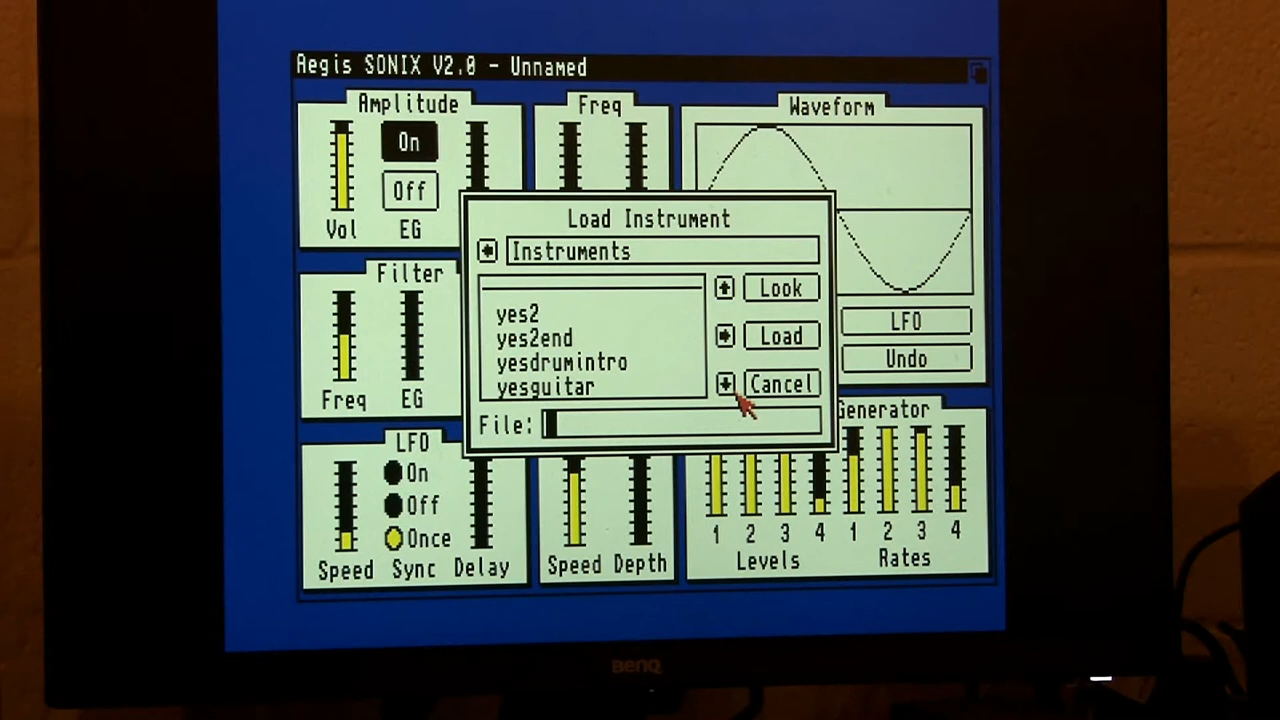 Aegis SONIX V2.0 - Unnamed
Amplitude
On
Off
Vol
EG
Freq
Waveform
Load Instrument
Instruments
yes2
yes2end
yesdrumintro
yesguitar
Look
Load
Cancel
File:
Filter
Freq
EG
LFO
Undo
LFO
On
Off
Once
Speed
Sync
Delay
Speed
Depth
Generator
1 2 3 4 1 2 3 4
Levels
Rates
BenQ